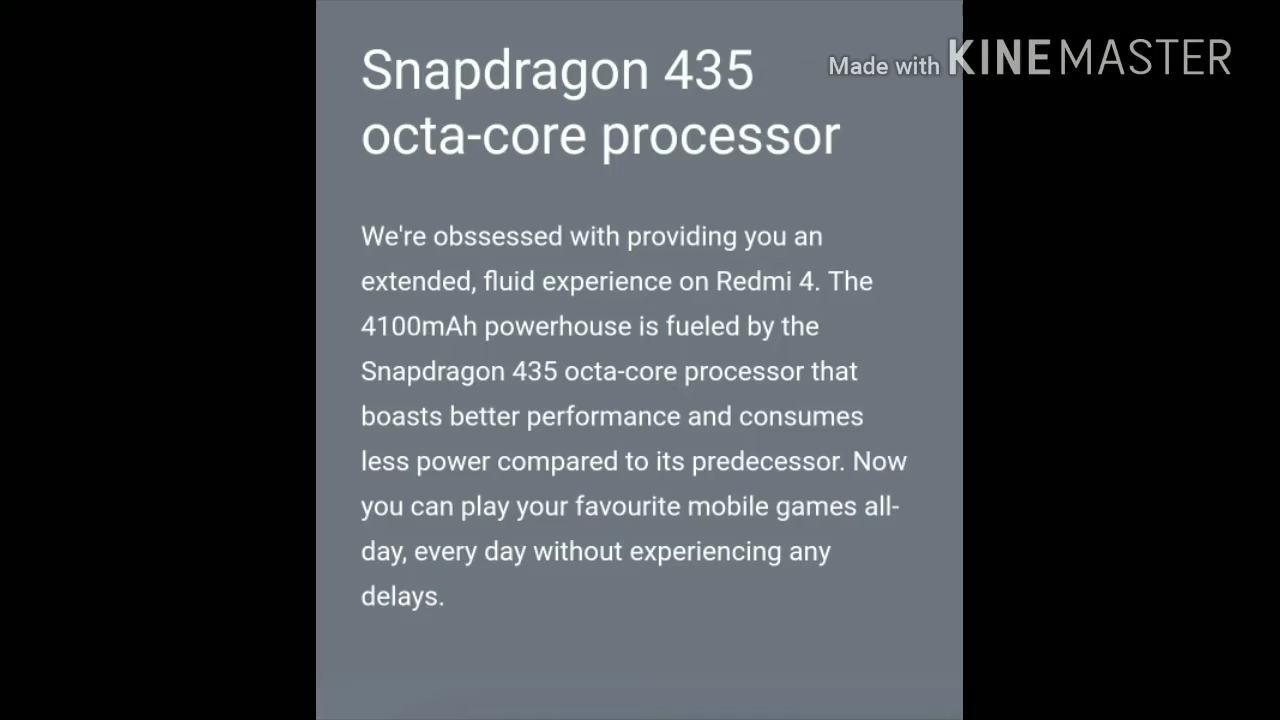 Snapdragon 435
octa-core processor
Made with KINEMASTER
We're obssessed with providing you an
extended, fluid experience on Redmi 4. The
4100mAh powerhouse is fueled by the
Snapdragon 435 octa-core processor that
boasts better performance and consumes
less power compared to its predecessor. Now
you can play your favourite mobile games all-
day, every day without experiencing any
delays.